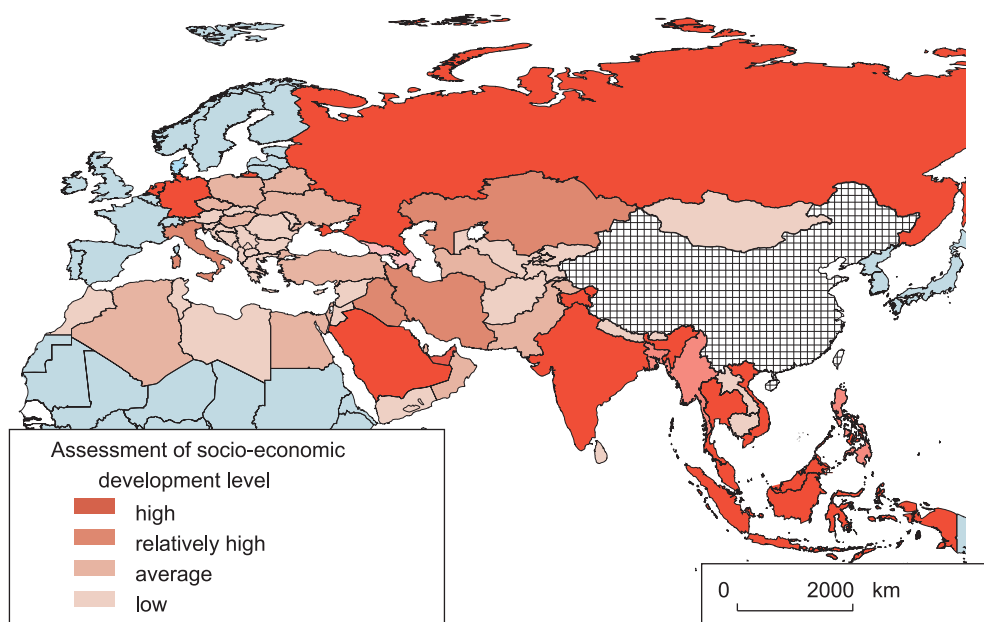 Assessment of socio-economic
development level
high
relatively high
average
low
0 2000 km